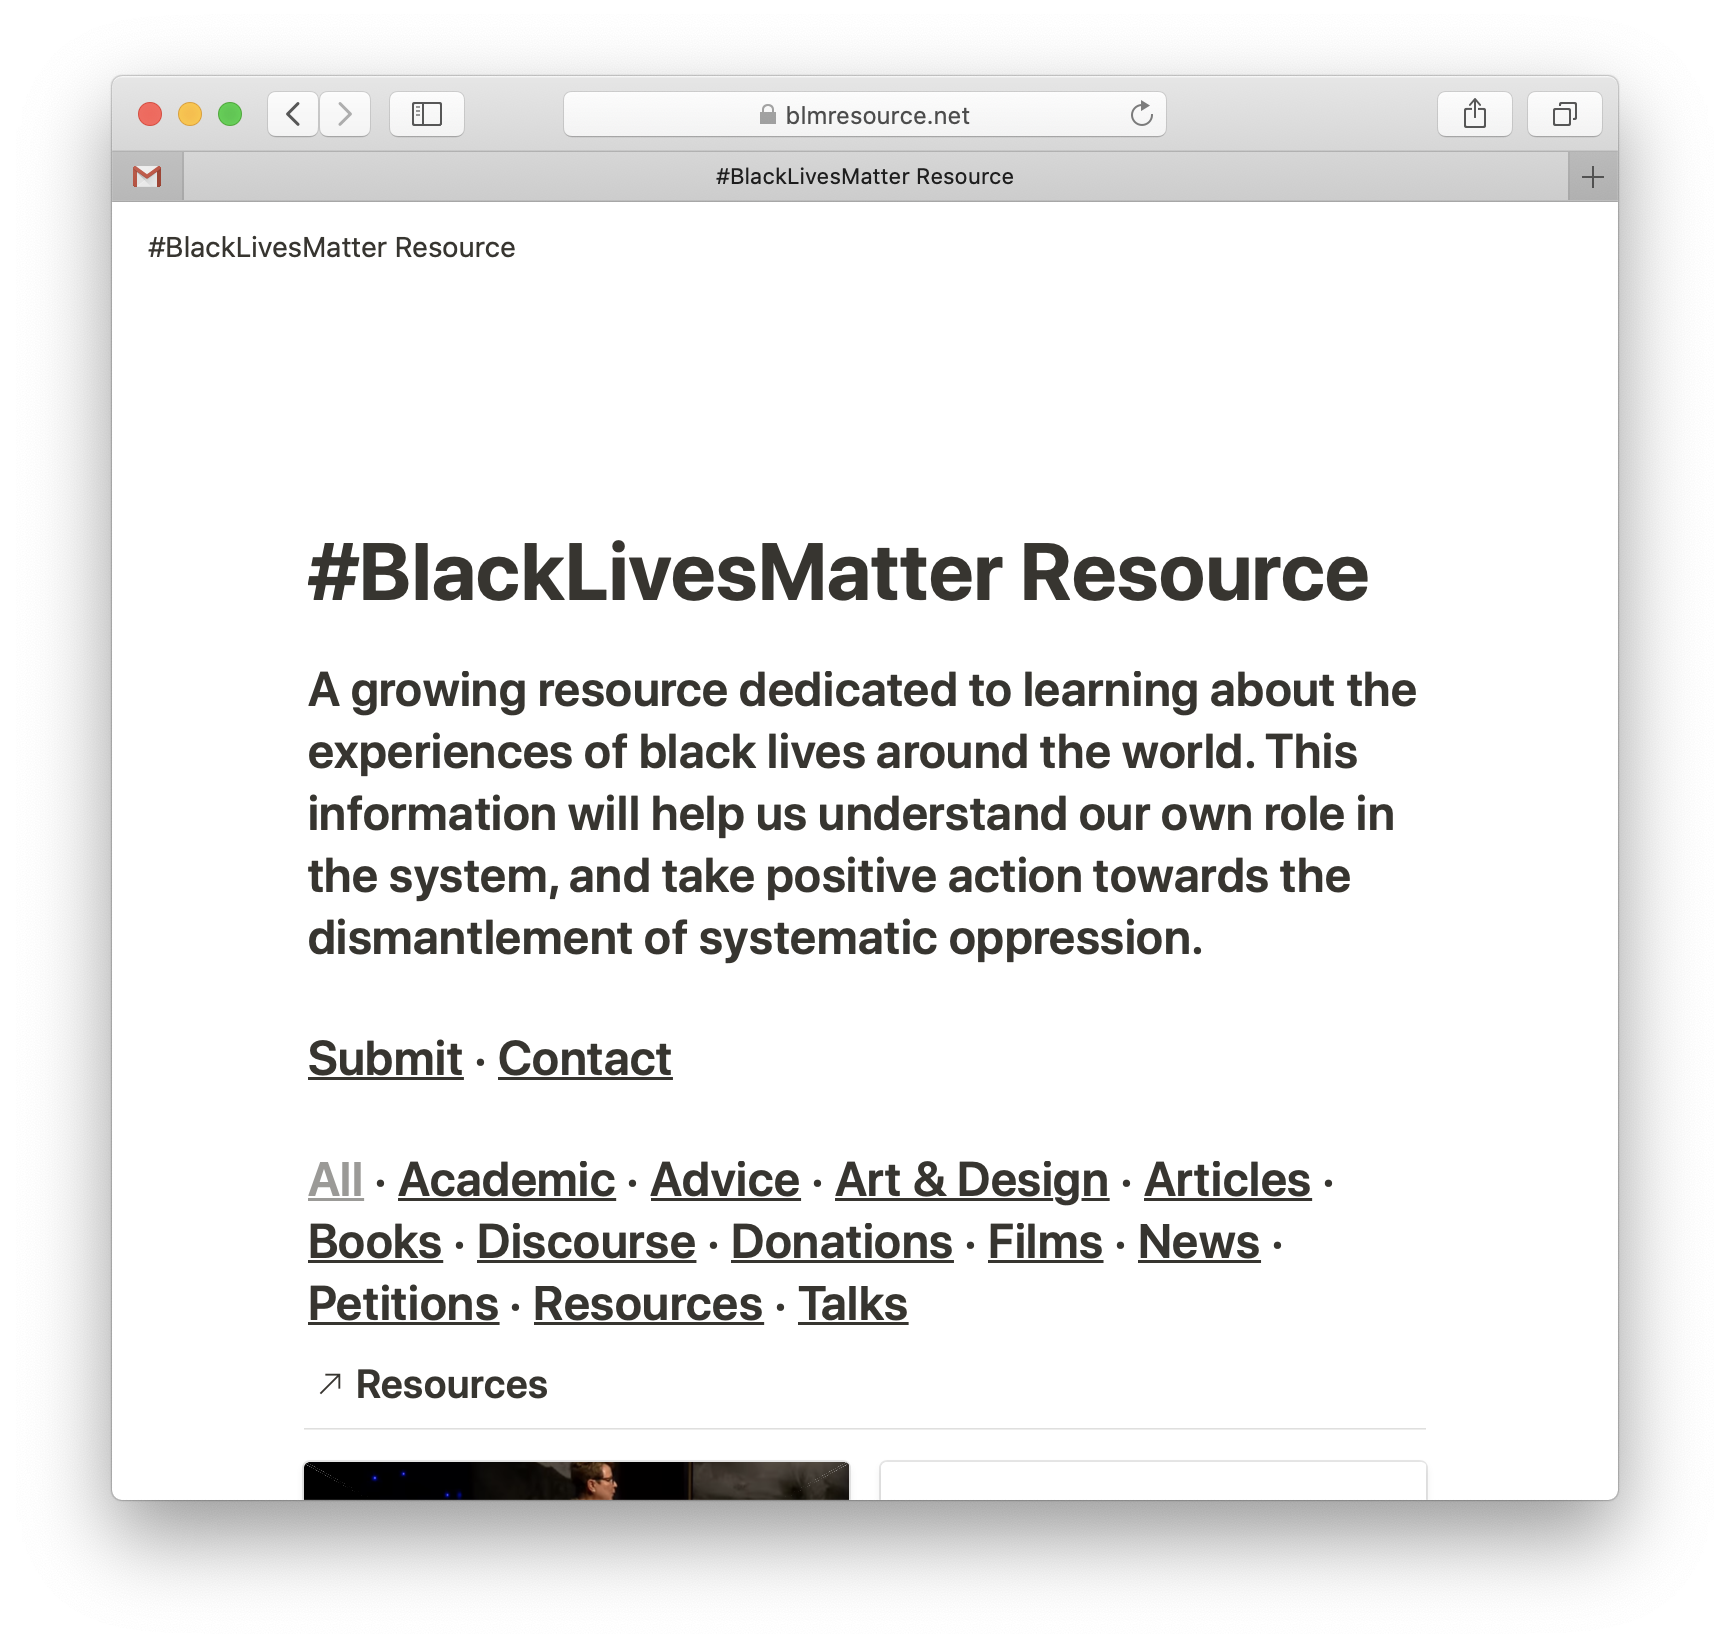 blmresource.net
#BlackLivesMatter Resource
#BlackLivesMatter Resource
#BlackLivesMatter Resource
A growing resource dedicated to learning about the
experiences of black lives around the world. This
information will help us understand our own role in
the system, and take positive action towards the
dismantlement of systematic oppression.
Submit · Contact
All · Academic · Advice · Art & Design · Articles ·
Books · Discourse · Donations · Films · News ·
Petitions · Resources · Talks
↗ Resources